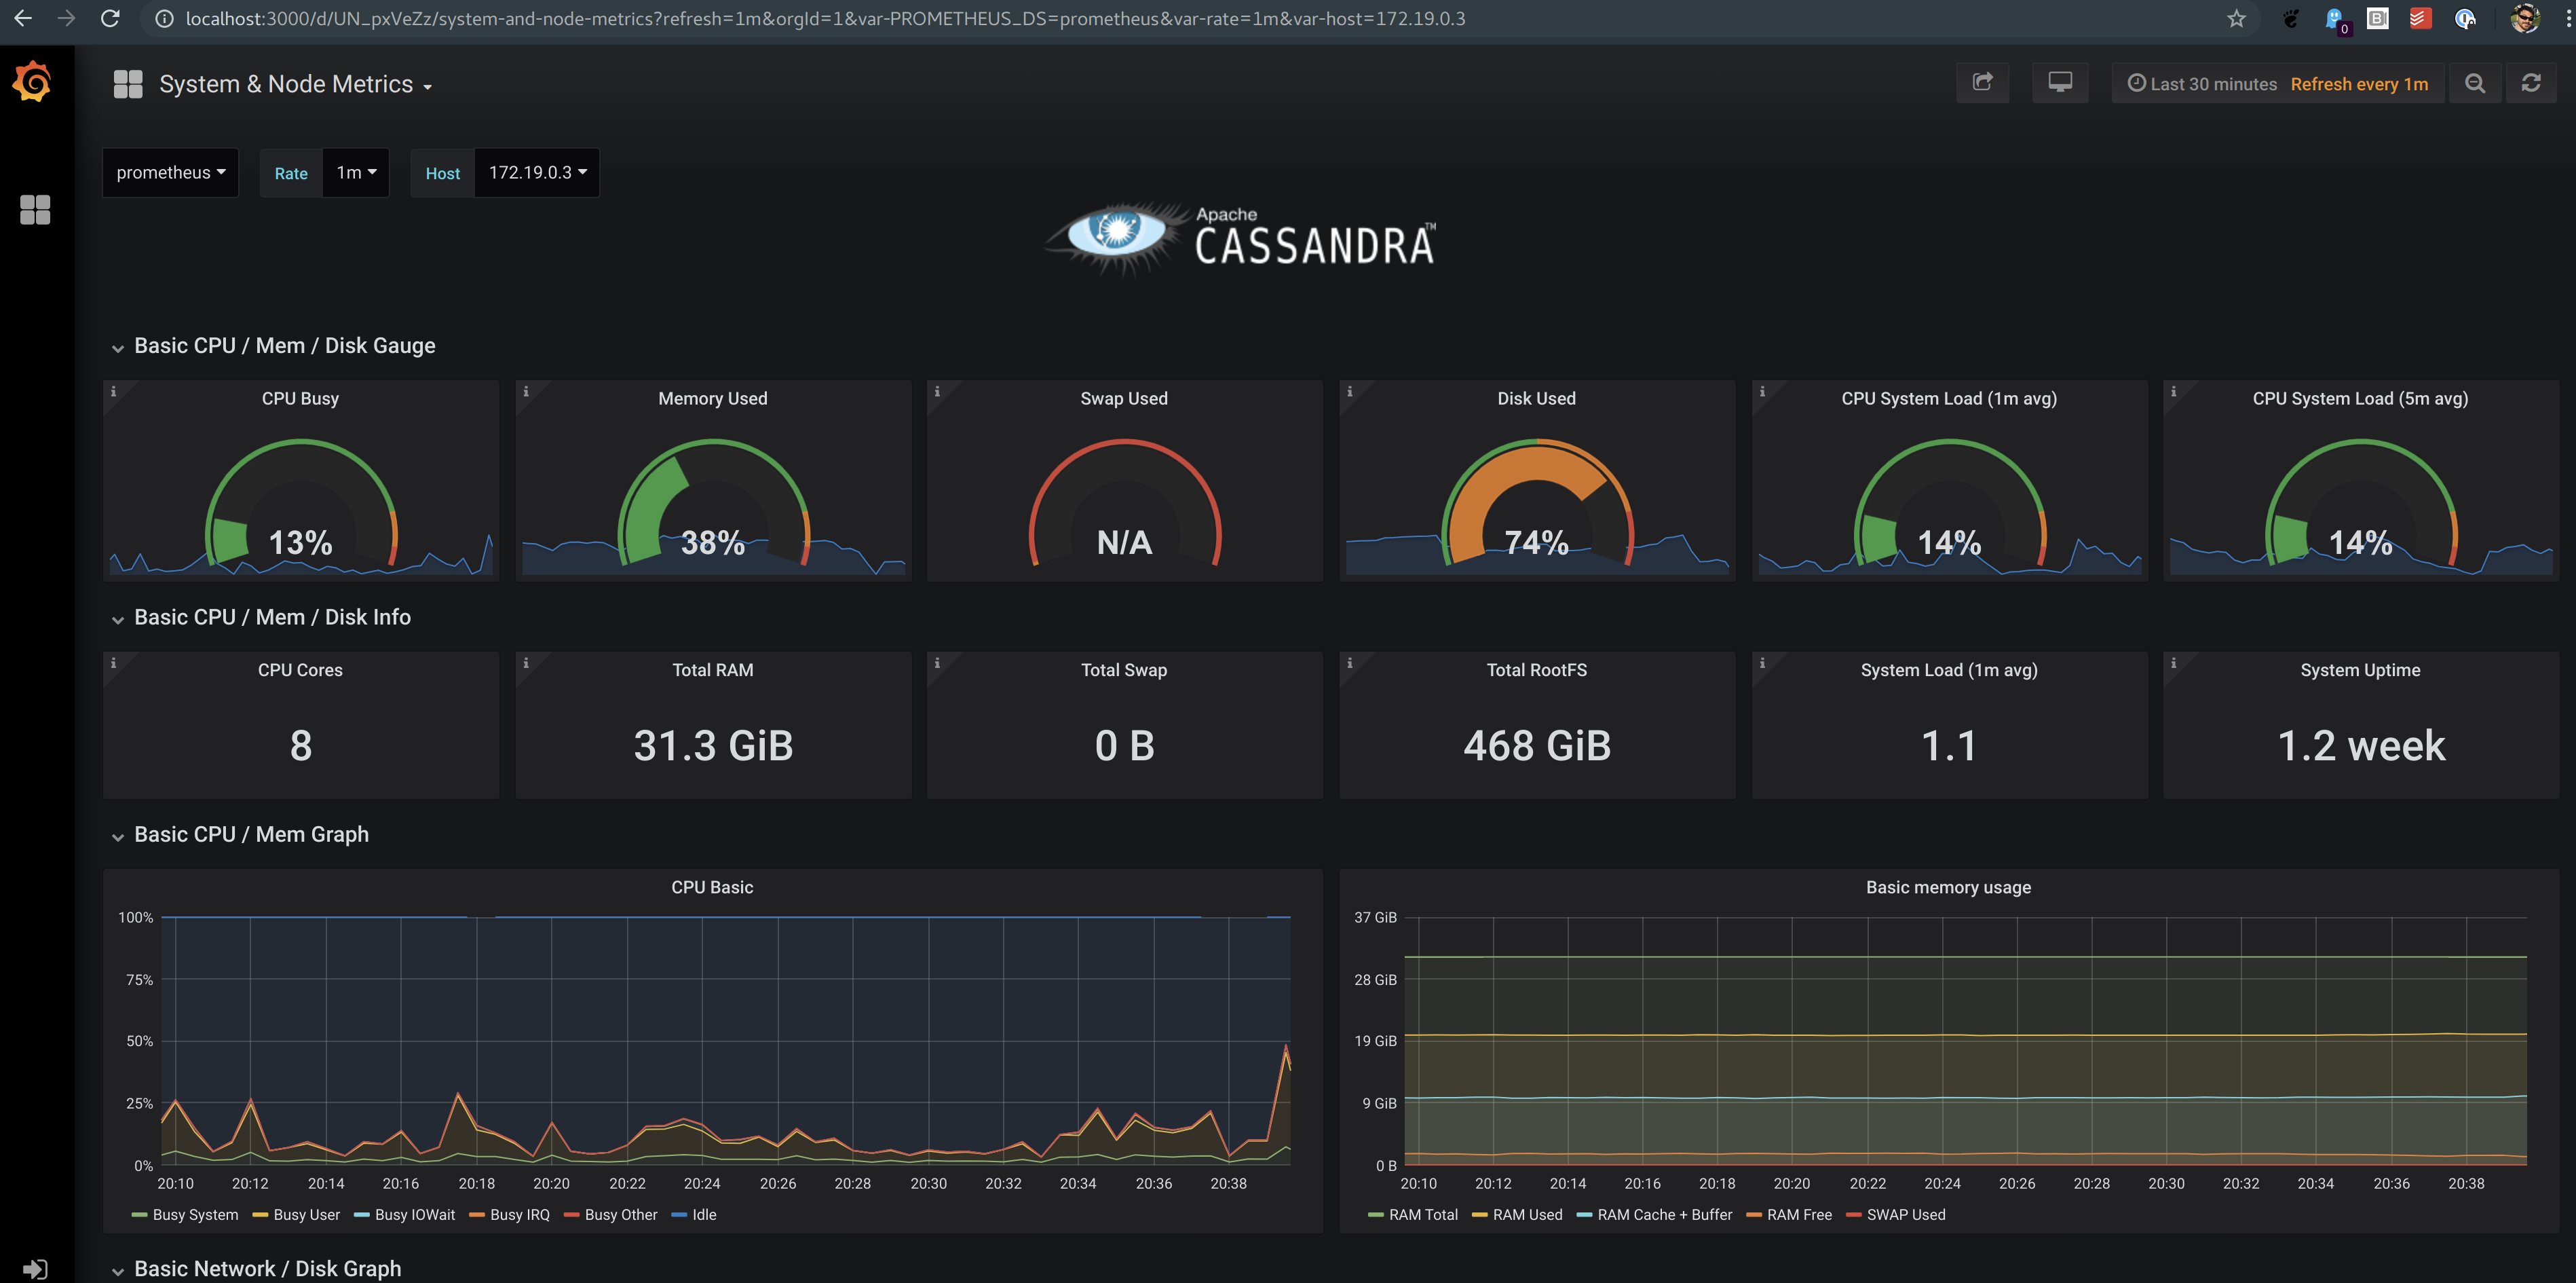 localhost:3000/d/UN_pxVeZz/system-and-node-metrics?refresh=1m&orgId=1&var-PROMETHEUS_DS=prometheus&var-rate=1m&var-host=172.19.0.3
0
System & Node Metrics
Last 30 minutes Refresh every 1m
prometheus Rate 1m Host 172.19.0.3
Apache
CASSANDRA™
Basic CPU / Mem / Disk Gauge
CPU Busy
13%
Memory Used
38%
Swap Used
N/A
Disk Used
74%
CPU System Load (1m avg)
14%
CPU System Load (5m avg)
14%
Basic CPU / Mem / Disk Info
CPU Cores
8
Total RAM
31.3 GiB
Total Swap
0 B
Total RootFS
468 GiB
System Load (1m avg)
1.1
System Uptime
1.2 week
Basic CPU / Mem Graph
CPU Basic
100%
75%
50%
25%
0%
20:10 20:12 20:14 20:16 20:18 20:20 20:22 20:24 20:26 20:28 20:30 20:32 20:34 20:36 20:38
Busy System Busy User Busy IOWait Busy IRQ Busy Other Idle
Basic memory usage
37 GiB
28 GiB
19 GiB
9 GiB
0 B
20:10 20:12 20:14 20:16 20:18 20:20 20:22 20:24 20:26 20:28 20:30 20:32 20:34 20:36 20:38
RAM Total RAM Used RAM Cache + Buffer RAM Free SWAP Used
Basic Network / Disk Graph